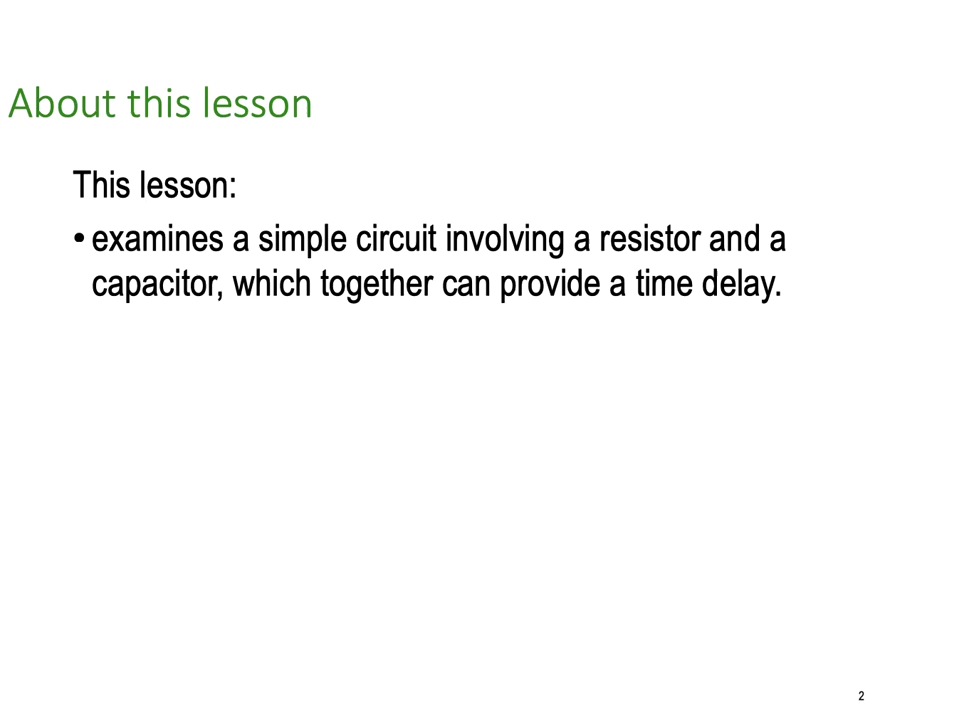 About this lesson
This lesson:
• examines a simple circuit involving a resistor and a
capacitor, which together can provide a time delay.
2